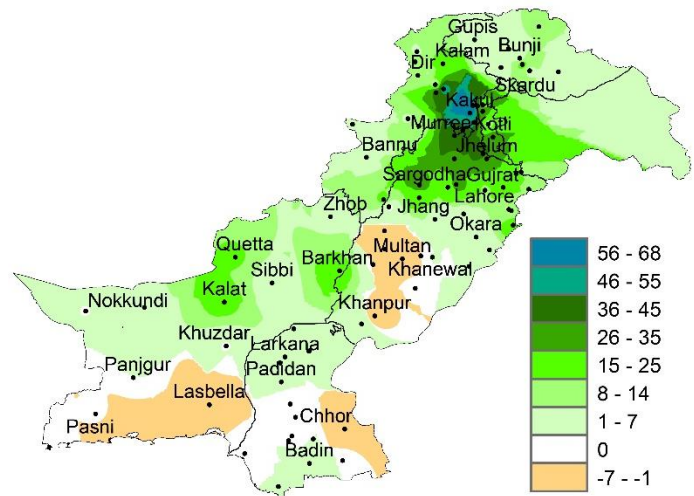 Gupis
Kalam
Bunji
Dir
Skardu
Kakul
Murree
Kotli
Bannu
Jhelum
Sargodha
Gujrat
Zhob
Jhang
Lahore
Okara
Quetta
Multan
Barkhan
Sibbi
Khanewal
Kalat
Nokkundi
Khanpur
Khuzdar
Larkana
Panjgur
Padidan
Lasbella
Pasni
Chhor
Badin
56 - 68
46 - 55
36 - 45
26 - 35
15 - 25
8 - 14
1 - 7
0
-7 - -1